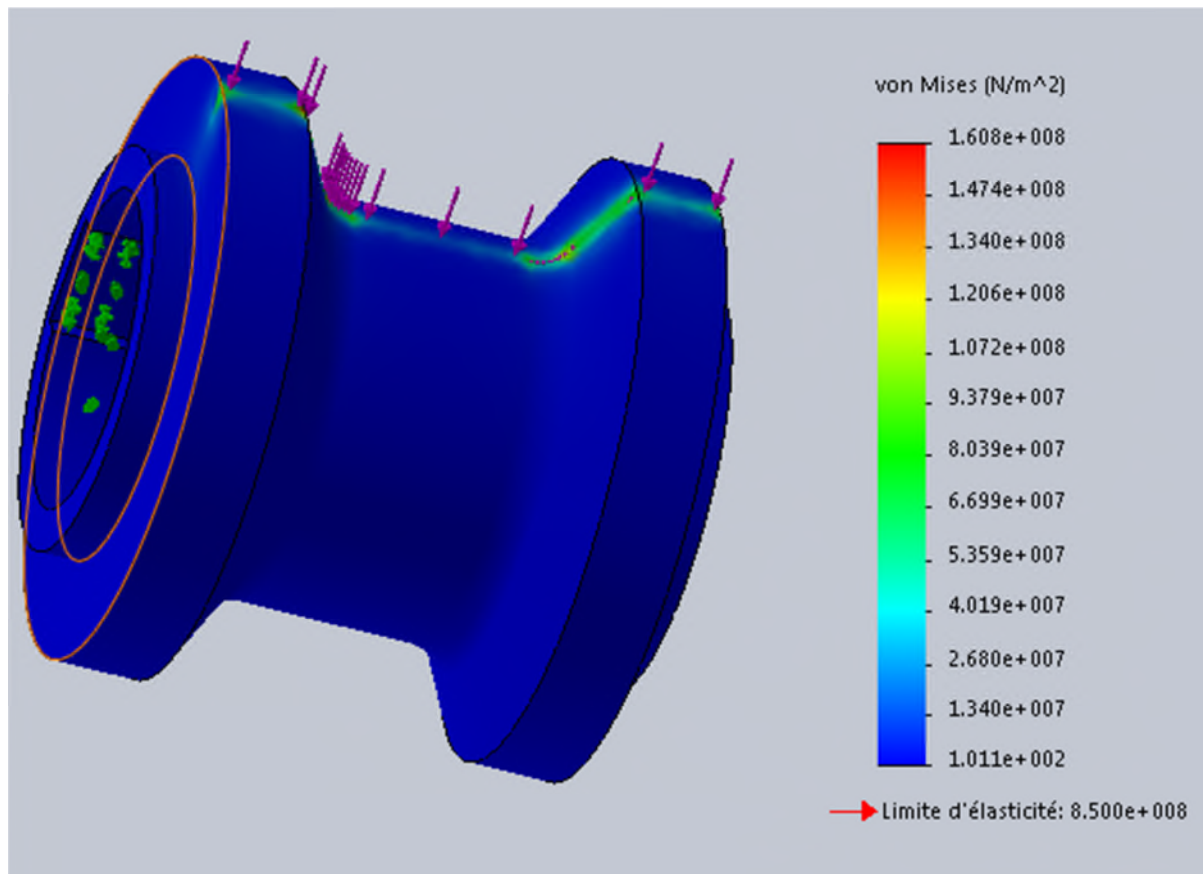 von Mises (N/m^2)
1.608e+008
1.474e+008
1.340e+008
1.206e+008
1.072e+008
9.379e+007
8.039e+007
6.699e+007
5.359e+007
4.019e+007
2.680e+007
1.340e+007
1.011e+002
Limite d'élasticité: 8.500e+008